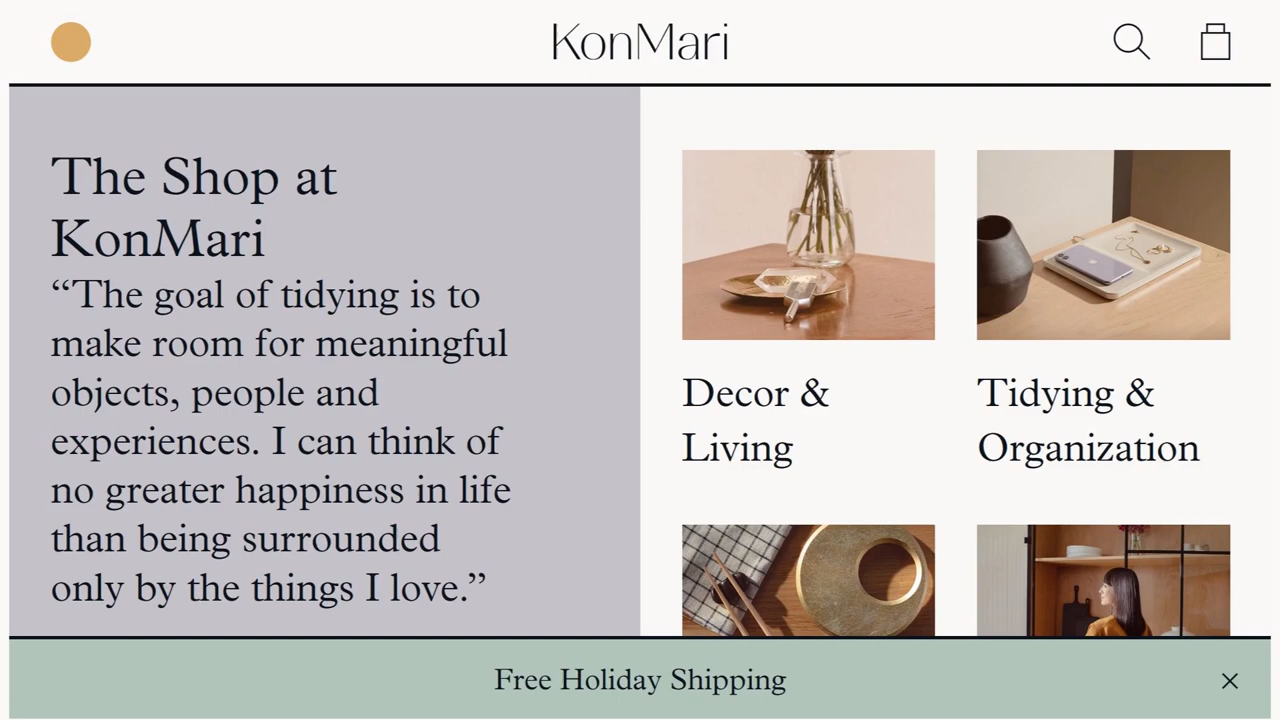 KonMari
The Shop at
KonMari
“The goal of tidying is to
make room for meaningful
objects, people and
experiences. I can think of
no greater happiness in life
than being surrounded
only by the things I love.”
Decor &
Living
Tidying &
Organization
Free Holiday Shipping